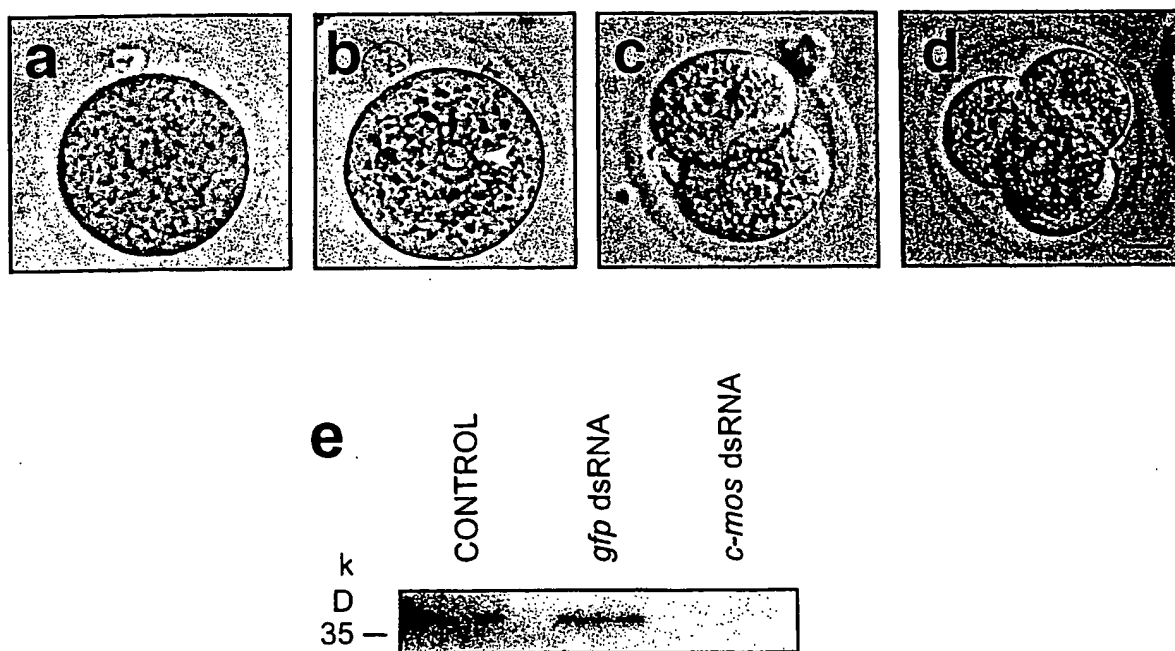 a
b
c
d
e
CONTROL
gfp dsRNA
c-mos dsRNA
k
D
35 –